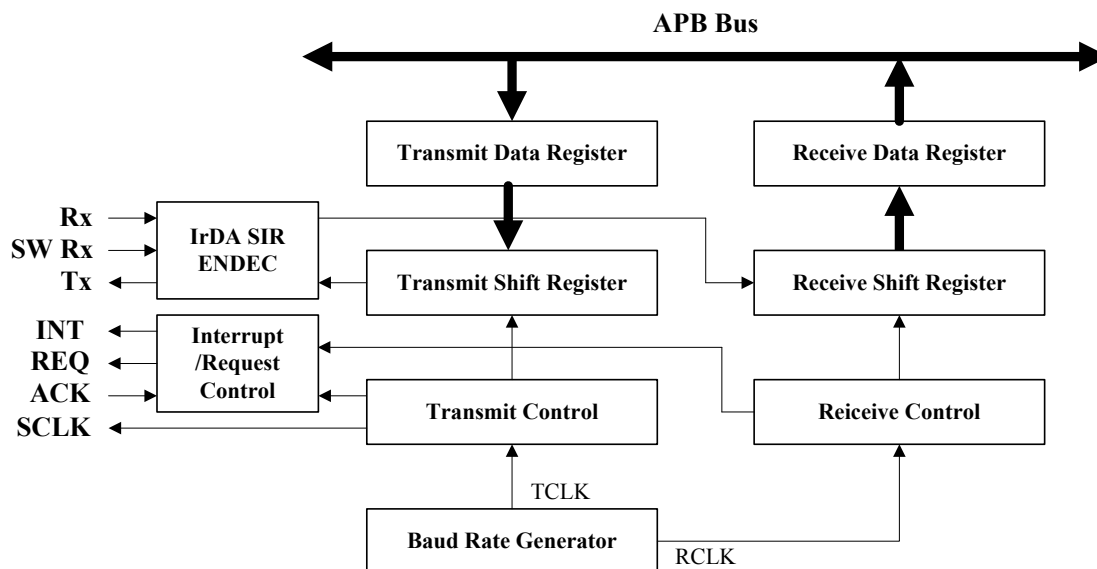 APB Bus
Transmit Data Register
Receive Data Register
Rx
SW Rx
Tx
IrDA SIR
ENDEC
Transmit Shift Register
Receive Shift Register
INT
REQ
ACK
SCLK
Interrupt
/Request
Control
Transmit Control
Reiceive Control
TCLK
Baud Rate Generator
RCLK